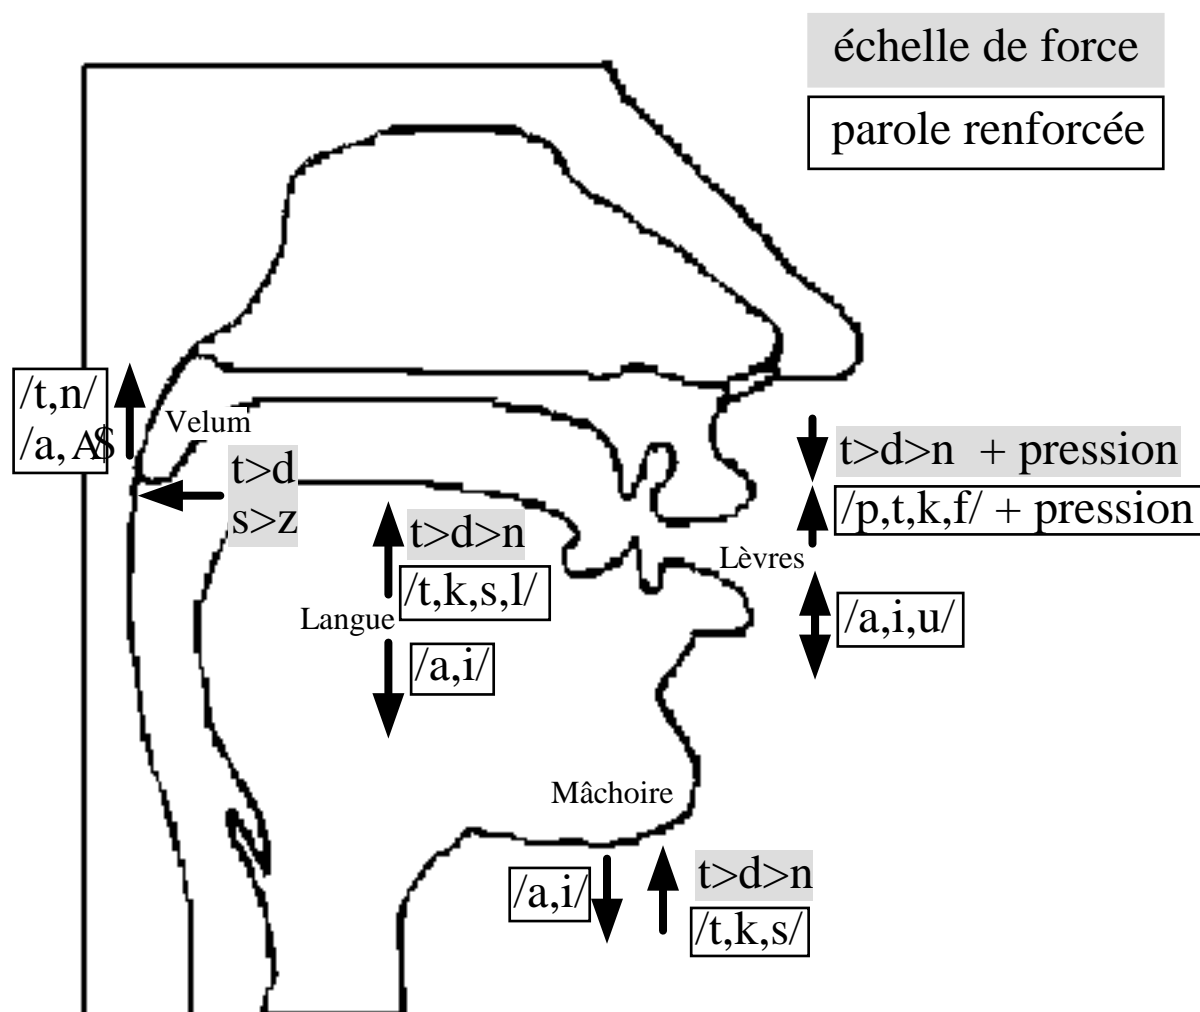 échelle de force
parole renforcée
/t,n/
/a, A$
Velum
t>d
s>z
t>d>n + pression
/p,t,k,f/ + pression
t>d>n
/t,k,s,l/
Lèvres
Langue
/a,i,u/
/a,i/
Mâchoire
/a,i/
t>d>n
/t,k,s/